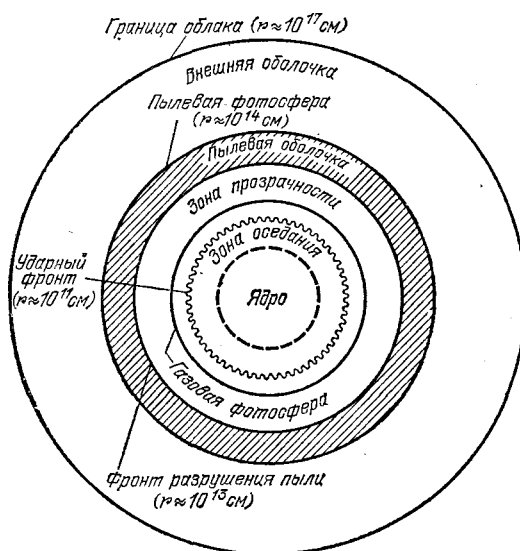 Граница облака (r≈10¹⁷ см)
Внешняя оболочка
Пылевая фотосфера
(r≈10¹⁴ см)
Пылевая оболочка
Зона прозрачности
Зона оседания
Ударный
фронт
(r≈10¹¹ см)
Ядро
Газовая фотосфера
Фронт разрушения пыли
(r≈10¹³ см)